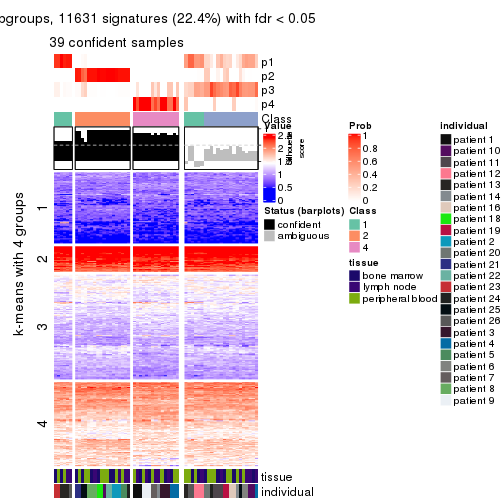 ogroups, 11631 signatures (22.4%) with fdr < 0.05
39 confident samples
p1
p2
p3
p4
Class
k-means with 4 groups
1
2
3
4
tissue
individual
Silhouette
score
Value
2.5
2
1.5
1
0.5
0
Status (barplots)
confident
ambiguous
Prob
1
0.8
0.6
0.4
0.2
0
Class
1
2
4
tissue
bone marrow
lymph node
peripheral blood
individual
patient 1
patient 10
patient 11
patient 12
patient 13
patient 14
patient 16
patient 18
patient 19
patient 2
patient 20
patient 21
patient 22
patient 23
patient 24
patient 25
patient 26
patient 3
patient 4
patient 5
patient 6
patient 7
patient 8
patient 9